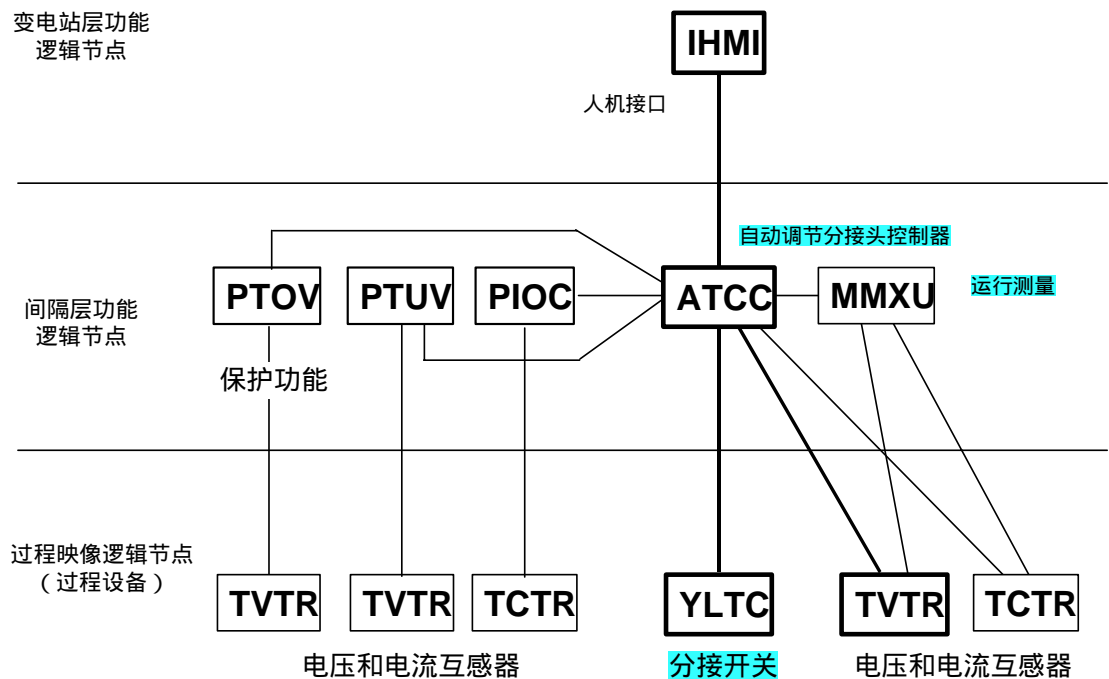 变电站层功能
逻辑节点
IHMI
人机接口
自动调节分接头控制器
间隔层功能
逻辑节点
PTOV
PTUV
PIOC
ATCC
MMXU
运行测量
保护功能
过程映像逻辑节点
（过程设备）
TVTR
TVTR
TCTR
YLTC
TVTR
TCTR
电压和电流互感器
分接开关
电压和电流互感器